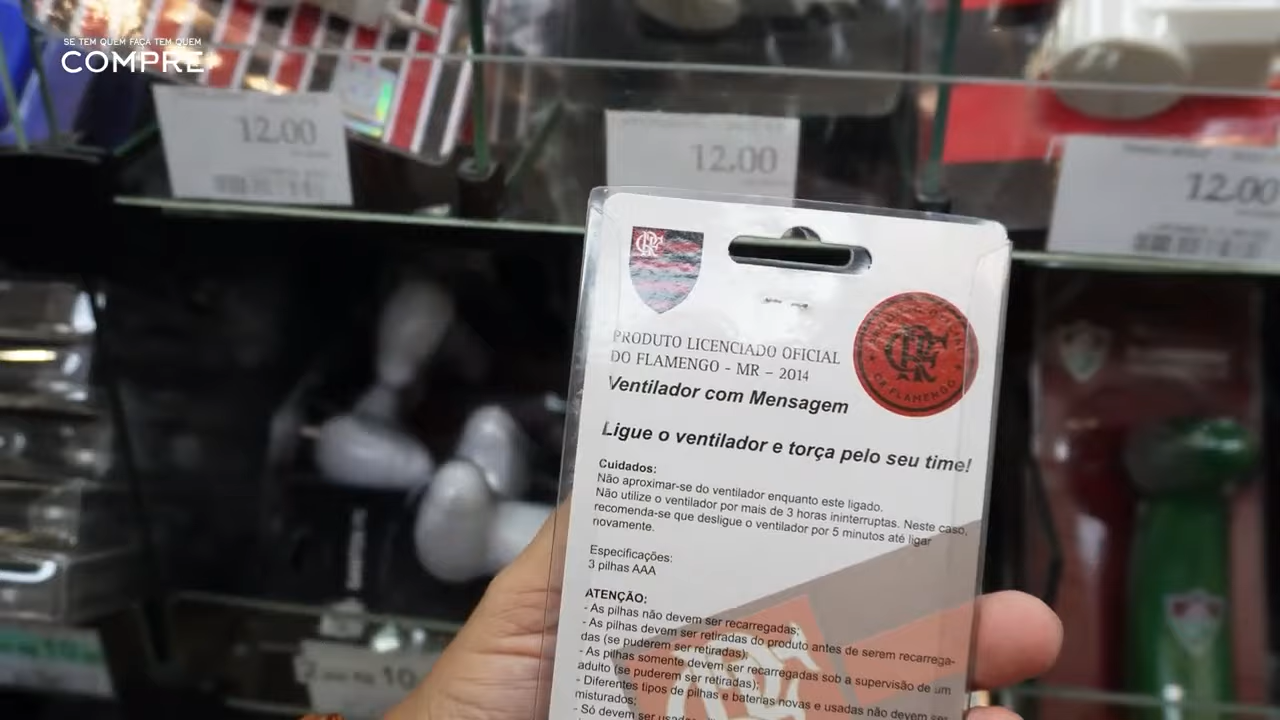 SE TEM QUEM FAÇA TEM QUEM
COMPRE
12.00
12.00
12.00
PRODUTO LICENCIADO OFICIAL
DO FLAMENGO - MR - 2014
Ventilador com Mensagem
Ligue o ventilador e torça pelo seu time!
Cuidados:
Não aproximar-se do ventilador enquanto este ligado.
Não utilize o ventilador por mais de 3 horas ininterruptas. Neste caso,
recomenda-se que desligue o ventilador por 5 minutos até ligar
novamente.
Especificações:
3 pilhas AAA
ATENÇÃO:
- As pilhas não devem ser recarregadas;
- As pilhas devem ser retiradas do produto antes de serem recarrega-
das (se puderem ser retiradas);
- As pilhas somente devem ser recarregadas sob a supervisão de um
adulto (se puderem ser retiradas);
- Diferentes tipos de pilhas e baterias novas e usadas não devem ser
misturados;
- Só devem ser
10